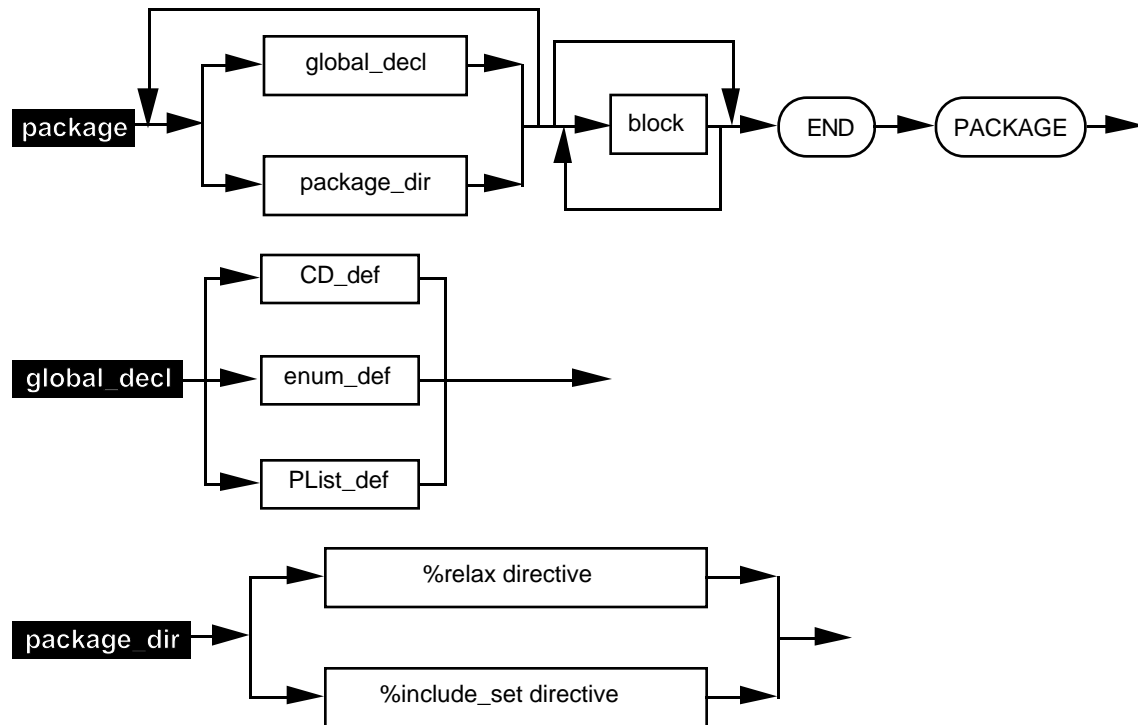 global_decl
package
block
END
PACKAGE
package_dir
CD_def
global_decl
enum_def
PList_def
%relax directive
package_dir
%include_set directive